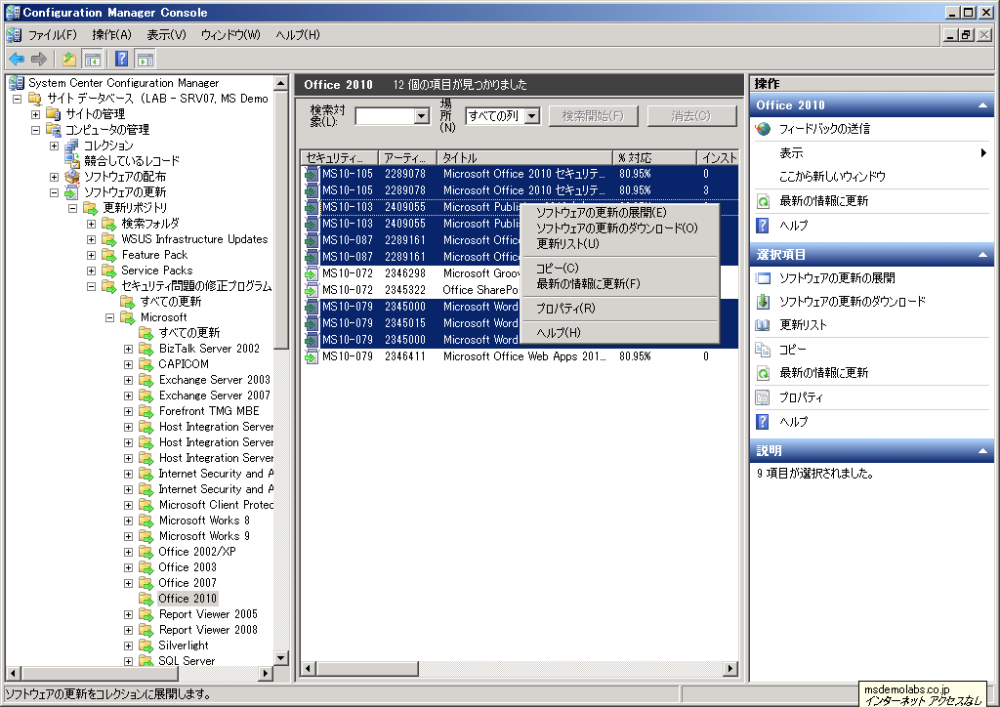 Configuration Manager Console
ファイル(F) 操作(A) 表示(V) ウィンドウ(W) ヘルプ(H)
System Center Configuration Manager
サイト データベース (LAB - SRV07, MS Demo
サイトの管理
コンピュータの管理
コレクション
競合しているレコード
ソフトウェアの配布
ソフトウェアの更新
更新リポジトリ
検索フォルダ
WSUS Infrastructure Updates
Feature Pack
Service Packs
セキュリティ問題の修正プログラム
すべての更新
Microsoft
すべての更新
BizTalk Server 2002
CAPICOM
Exchange Server 2003
Exchange Server 2007
Forefront TMG MBE
Host Integration Server
Host Integration Server
Host Integration Server
Internet Security and A
Internet Security and A
Microsoft Client Protec
Microsoft Works 8
Microsoft Works 9
Office 2002/XP
Office 2003
Office 2007
Office 2010
Report Viewer 2005
Report Viewer 2008
Silverlight
SQL Server
Office 2010 12 個の項目が見つかりました
検索対象(L): 場所(N) すべての列 検索開始(F) 消去(C)
セキュリティ... アーティ... タイトル % 対応 インスト
MS10-105 2289078 Microsoft Office 2010 セキュリテ... 80.95% 0
MS10-105 2289078 Microsoft Office 2010 セキュリテ... 80.95% 3
MS10-103 2409055 Microsoft Publi
MS10-103 2409055 Microsoft Publi
MS10-087 2289161 Microsoft Offic
MS10-087 2289161 Microsoft Offic
MS10-079 2346298 Microsoft Groov
MS10-079 2345322 Office SharePo
MS10-079 2345000 Microsoft Word
MS10-079 2345015 Microsoft Word
MS10-079 2345000 Microsoft Word
MS10-079 2346411 Microsoft Office Web Apps 201... 80.95% 0
ソフトウェアの更新の展開(E)
ソフトウェアの更新のダウンロード(O)
更新リスト(U)
コピー(C)
最新の情報に更新(F)
プロパティ(R)
ヘルプ(H)
操作
Office 2010
フィードバックの送信
表示
ここから新しいウィンドウ
最新の情報に更新
ヘルプ
選択項目
ソフトウェアの更新の展開
ソフトウェアの更新のダウンロード
更新リスト
コピー
最新の情報に更新
プロパティ
ヘルプ
説明
9 項目が選択されました。
ソフトウェアの更新をコレクションに展開します。
msdemolabs.co.jp
インターネット アクセスなし